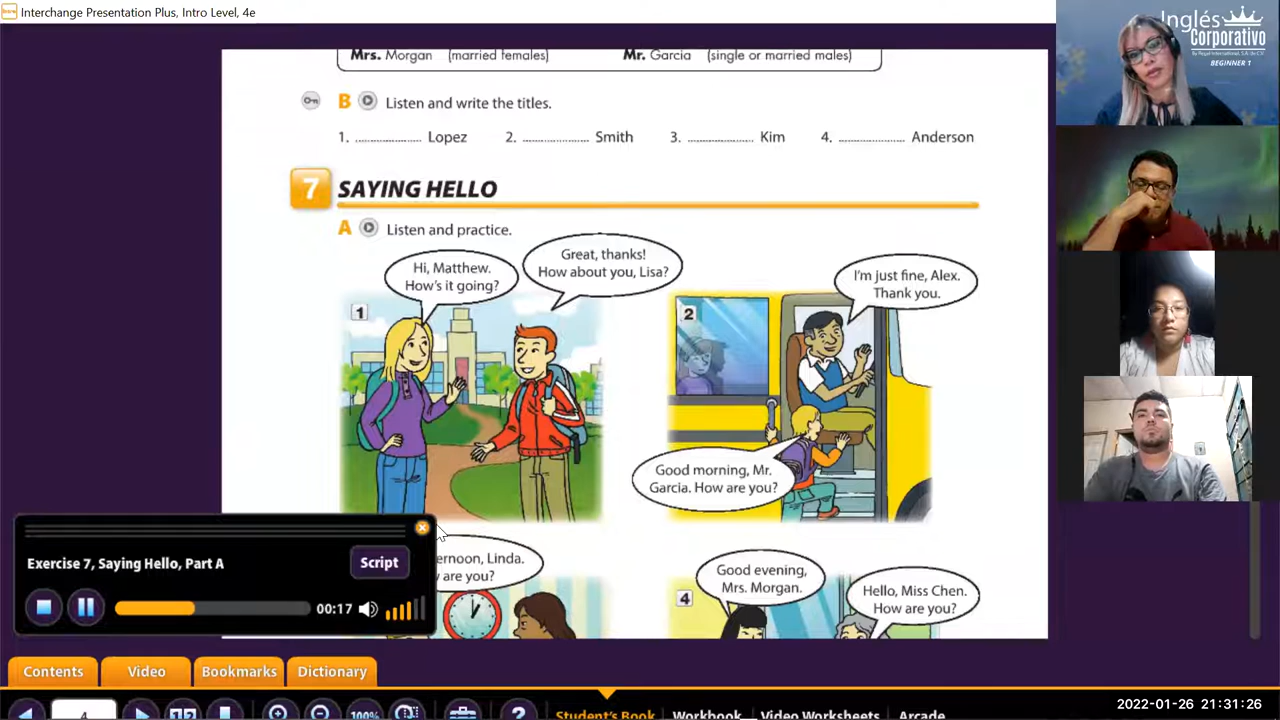 Interchange Presentation Plus, Intro Level, 4e
Inglés
Corporativo
By Regal International, S.A. de C.V.
BEGINNER 1
Mrs. Morgan (married females) Mr. Garcia (single or married males)
B Listen and write the titles.
1. Lopez 2. Smith 3. Kim 4. Anderson
7 SAYING HELLO
A Listen and practice.
Hi, Matthew.
How's it going?
Great, thanks!
How about you, Lisa?
I'm just fine, Alex.
Thank you.
1
2
Good morning, Mr.
Garcia. How are you?
ernoon, Linda.
are you?
Good evening,
Mrs. Morgan.
4
Hello, Miss Chen.
How are you?
Exercise 7, Saying Hello, Part A
Script
00:17
Contents Video Bookmarks Dictionary
4 100% ? Student's Book Workbook Video Worksheets Arcade
2022-01-26 21:31:26